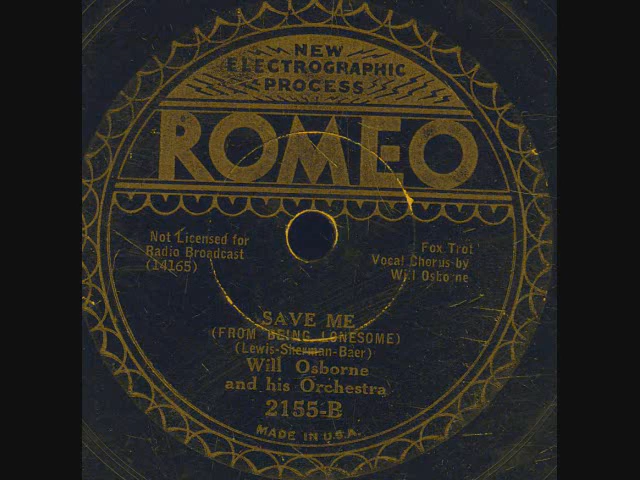 NEW
ELECTROGRAPHIC
PROCESS
ROMEO
Not Licensed for
Radio Broadcast
(14165)
Fox Trot
Vocal Chorus by
Will Osborne
SAVE ME
(FROM BEING LONESOME)
(Lewis-Sherman-Baer)
Will Osborne
and his Orchestra
2155-B
MADE IN U.S.A.